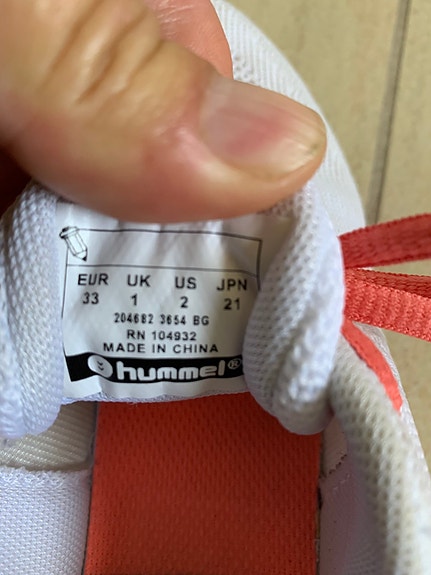 EUR UK US JPN
33 1 2 21
204682 3654 BG
RN 104932
MADE IN CHINA
hummel®